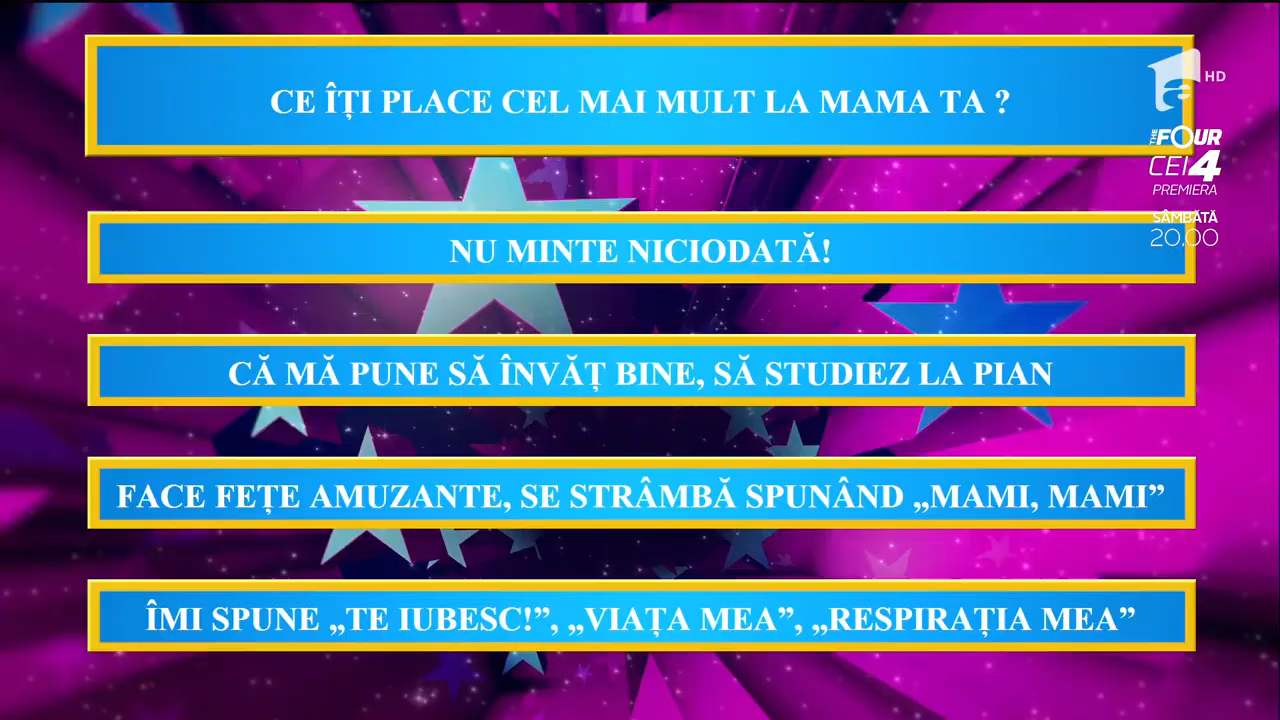 CE ÎȚI PLACE CEL MAI MULT LA MAMA TA ?
HD
THE FOUR
CEI 4
PREMIERA
SÂMBĂTĂ
20.00
NU MINTE NICIODATĂ!
CĂ MĂ PUNE SĂ ÎNVĂȚ BINE, SĂ STUDIEZ LA PIAN
FACE FEȚE AMUZANTE, SE STRÂMBĂ SPUNÂND „MAMI, MAMI”
ÎMI SPUNE „TE IUBESC!”, „VIAȚA MEA”, „RESPIRAȚIA MEA”